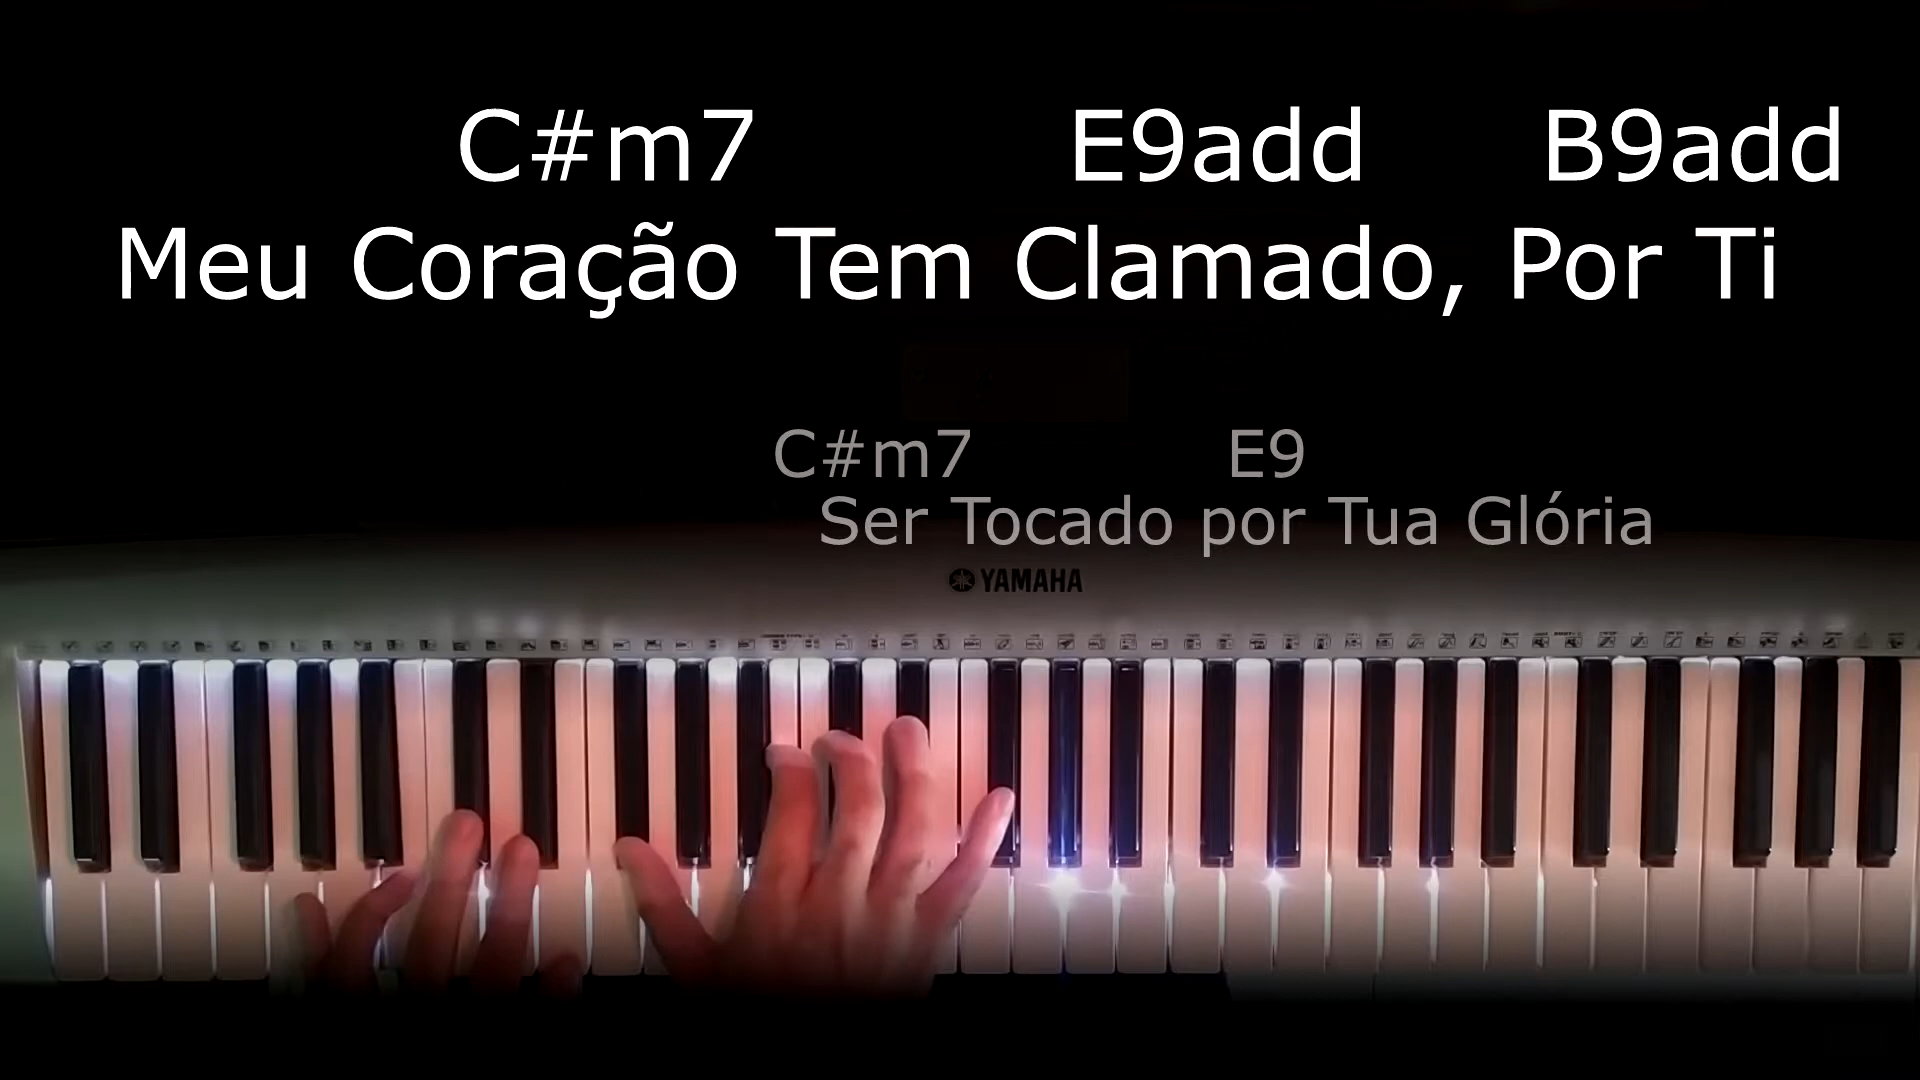 C#m7 E9add B9add
Meu Coração Tem Clamado, Por Ti
C#m7 E9
Ser Tocado por Tua Glória
YAMAHA